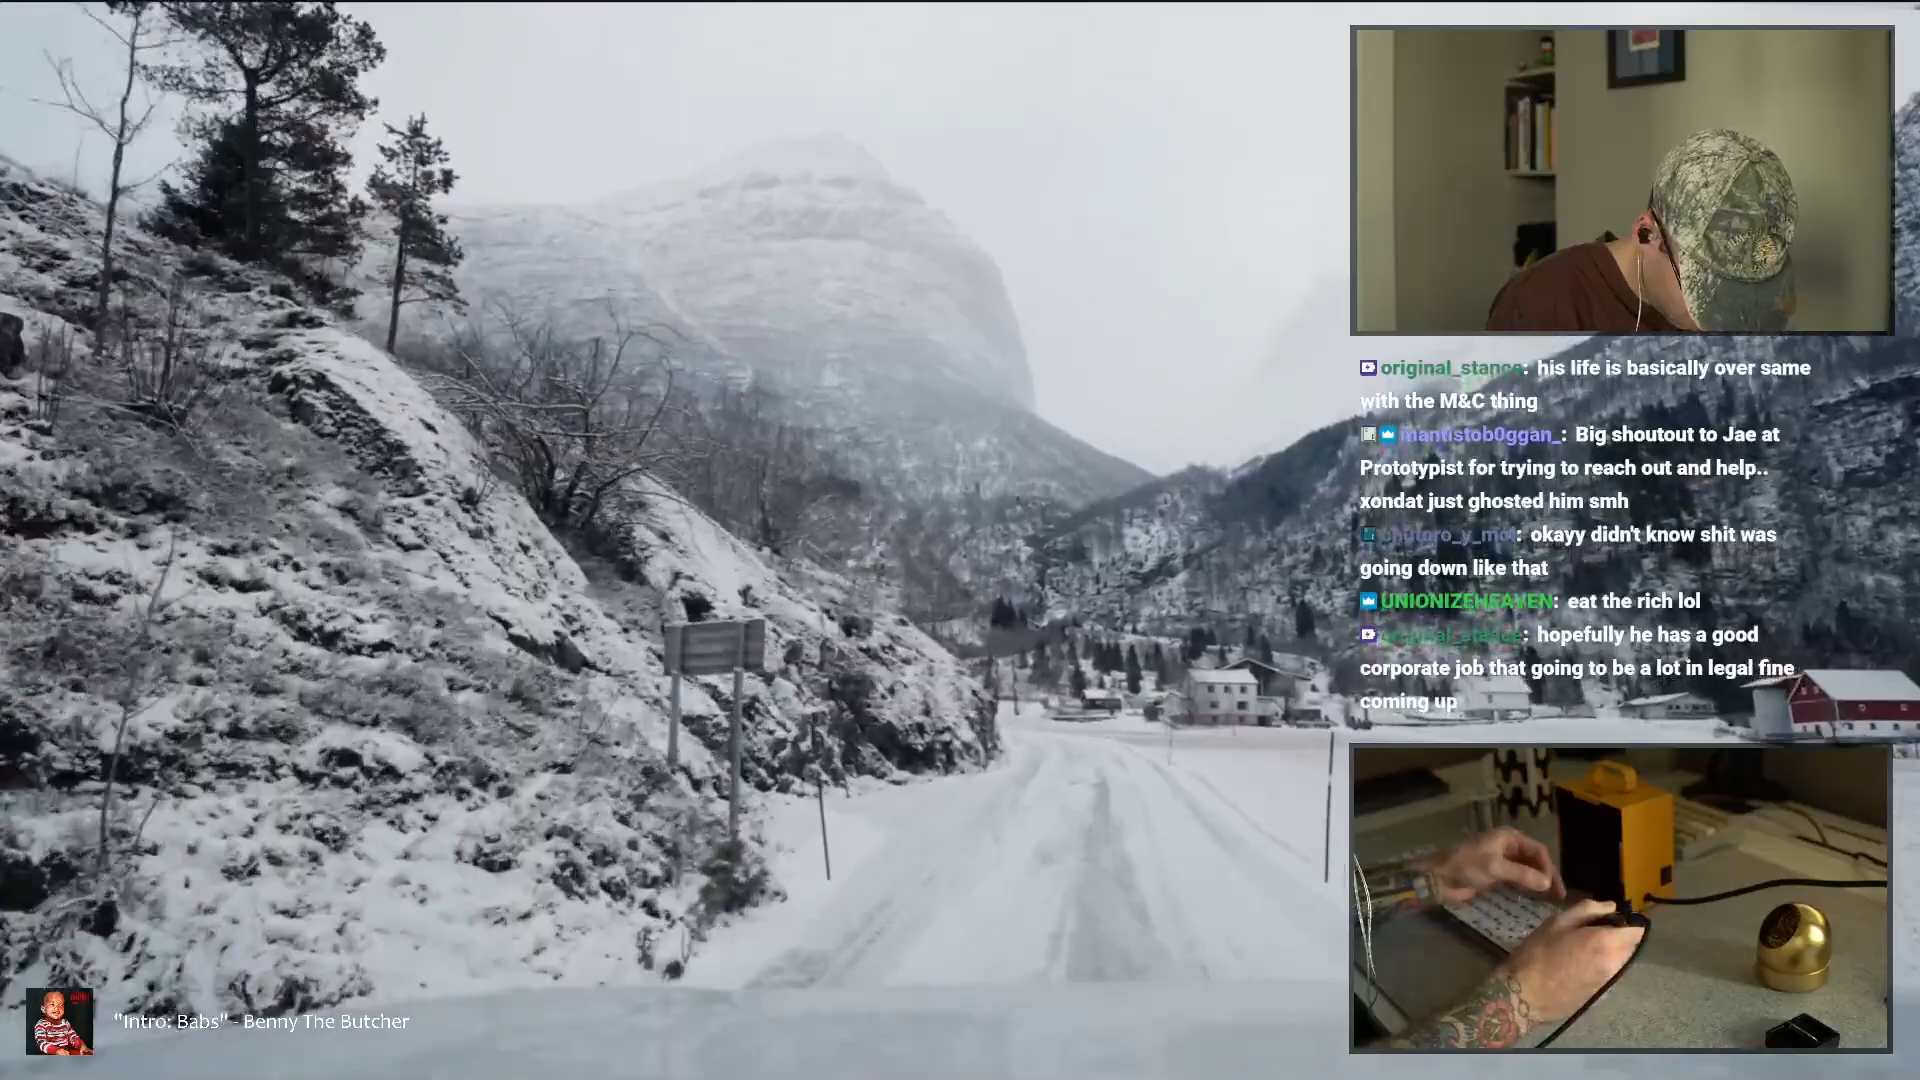 original_stance: his life is basically over same
with the M&C thing
mantistob0ggan_: Big shoutout to Jae at
Prototypist for trying to reach out and help..
xondat just ghosted him smh
: okayy didn't know shit was
going down like that
UNIONIZEHEAVEN: eat the rich lol
original_stance: hopefully he has a good
corporate job that going to be a lot in legal fine
coming up
"Intro: Babs" - Benny The Butcher